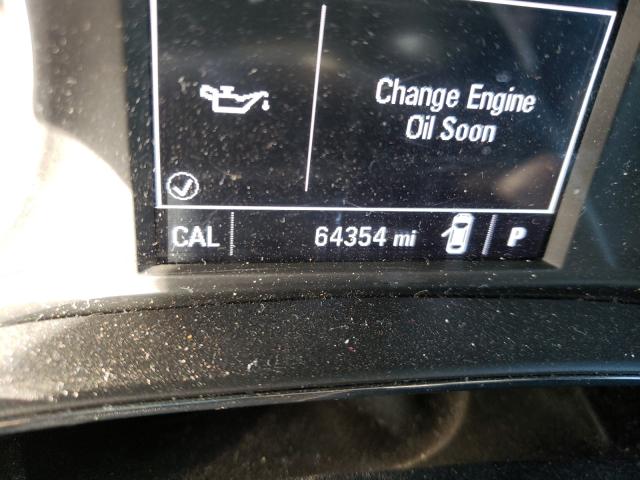 Change Engine
Oil Soon
CAL 64354 mi P